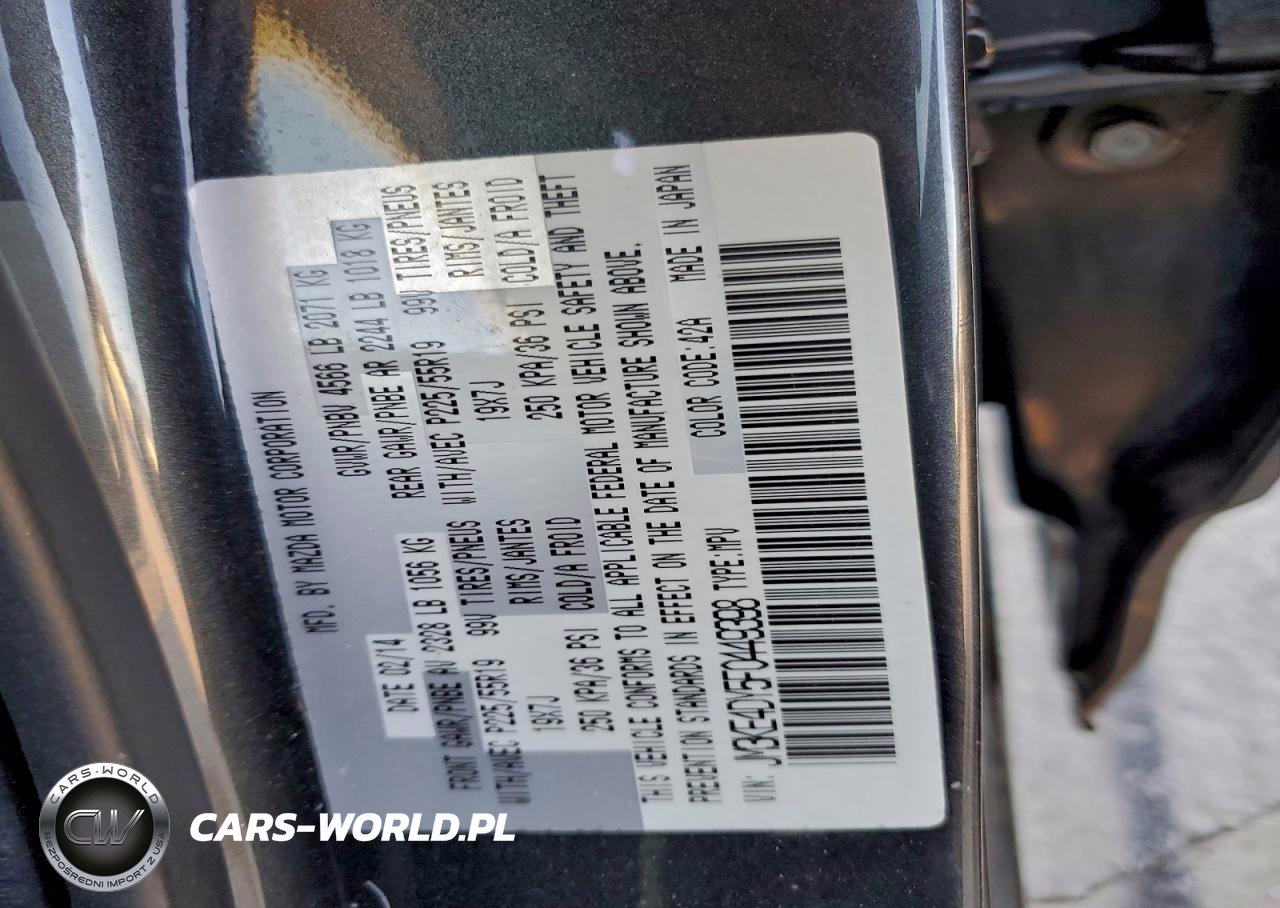 MFD. BY MAZDA MOTOR CORPORATION
DATE 02/14 GVWR/PNBV 4566 LB 2071 KG
FRONT GAWR/PNBE AV 2328 LB 1056 KG REAR GAWR/PNBE AR 2244 LB 1018 KG
WITH/AVEC P225/55R19 99V TIRES/PNEUS WITH/AVEC P225/55R19 99V TIRES/PNEUS
19X7J RIMS/JANTES 19X7J RIMS/JANTES
250 KPA/36 PSI COLD/A FROID 250 KPA/36 PSI COLD/A FROID
THIS VEHICLE CONFORMS TO ALL APPLICABLE FEDERAL MOTOR VEHICLE SAFETY AND THEFT
PREVENTION STANDARDS IN EFFECT ON THE DATE OF MANUFACTURE SHOWN ABOVE.
VIN: JM3KE4DY5F0449398 TYPE:MPV COLOR CODE:42A MADE IN JAPAN
CARS-WORLD
CW
BEZPOŚREDNI IMPORT Z USA
CARS-WORLD.PL